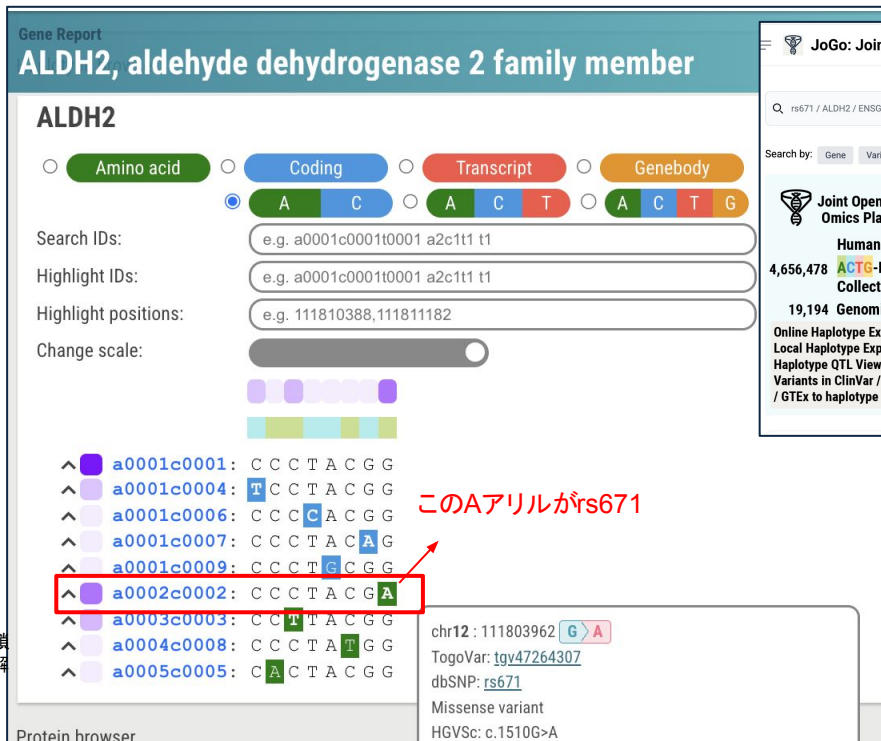 Gene Report
ALDH2, aldehyde dehydrogenase 2 family member
ALDH2
Amino acid
Coding
Transcript
Genebody
A C
A C T
A C T G
Search IDs:
e.g. a0001c0001t0001 a2c1t1 t1
Highlight IDs:
e.g. a0001c0001t0001 a2c1t1 t1
Highlight positions:
e.g. 111810388,111811182
Change scale:
a0001c0001: C C C T A C G G
a0001c0004: T C C T A C G G
a0001c0006: C C C C A C G G
a0001c0007: C C C T A C A G
a0001c0009: C C C T G C G G
a0002c0002: C C C T A C G A
a0003c0003: C C T T A C G G
a0004c0008: C C C T A T G G
a0005c0005: C A C T A C G G
このAアリルがrs671
chr12 : 111803962 G > A
TogoVar: tgv47264307
dbSNP: rs671
Missense variant
HGVSc: c.1510G>A
Protein browser
JoGo: Joi
rs671 / ALDH2 / ENSG
Search by: Gene Vari
Joint Open
Omics Pla
Human
4,656,478 ACTG-
Collect
19,194 Genom
Online Haplotype Ex
Local Haplotype Exp
Haplotype QTL View
Variants in ClinVar /
/ GTEx to haplotype